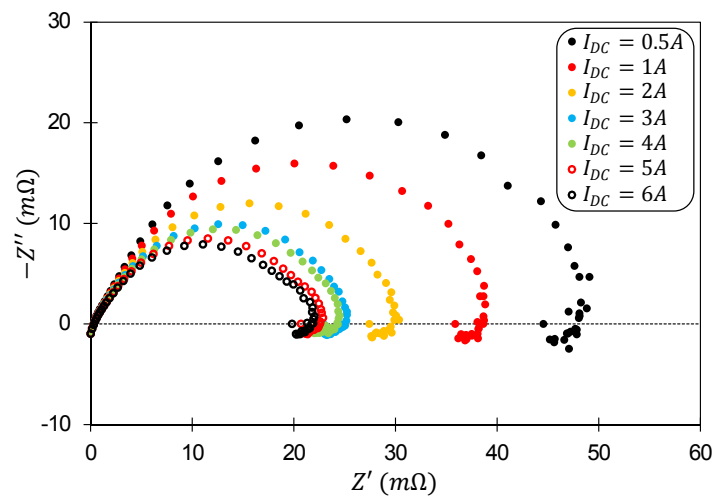 30
20
10
0
-10
−Z′′ (mΩ)
0
10
20
30
40
50
60
Z′ (mΩ)
I_DC = 0.5A
I_DC = 1A
I_DC = 2A
I_DC = 3A
I_DC = 4A
I_DC = 5A
I_DC = 6A